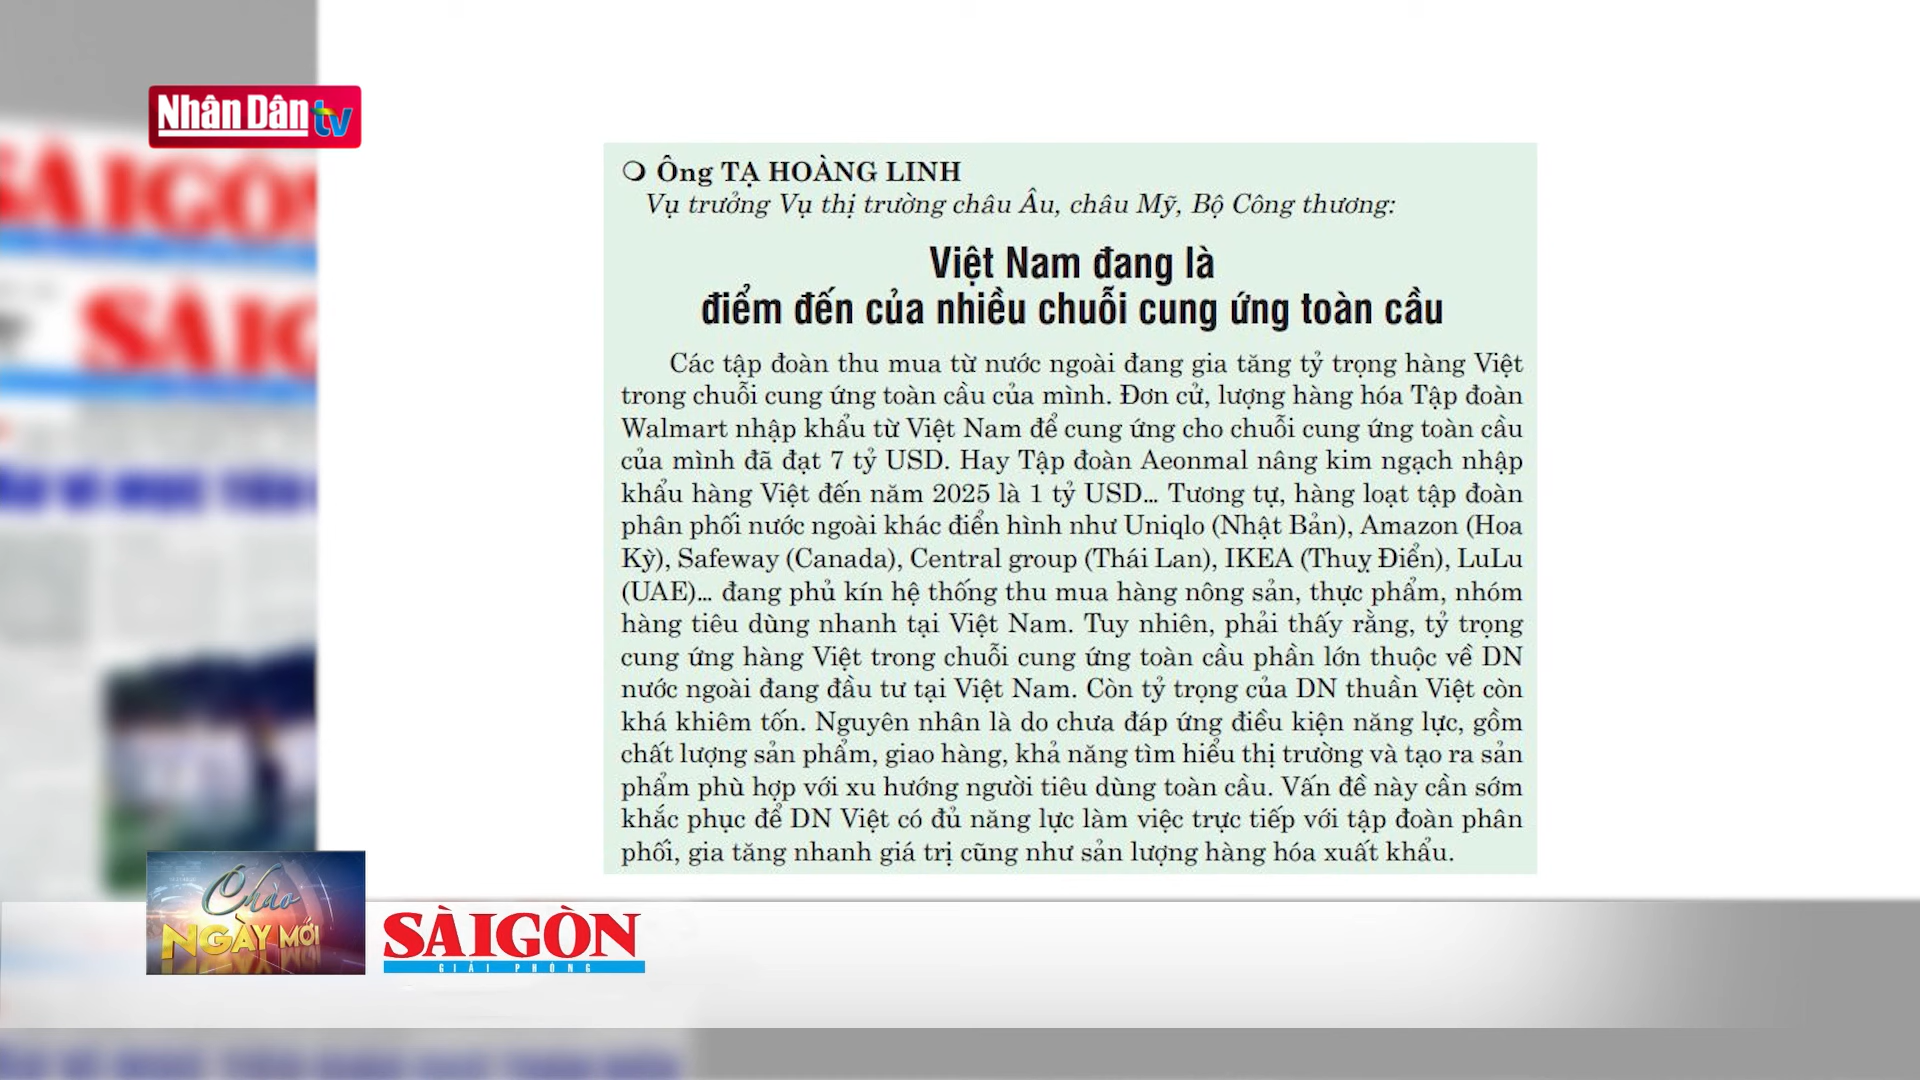 Nhân Dân tv
SÀIGÒN
SÀIG
❍ Ông TẠ HOÀNG LINH
Vụ trưởng Vụ thị trường châu Âu, châu Mỹ, Bộ Công thương:
Việt Nam đang là
điểm đến của nhiều chuỗi cung ứng toàn cầu
Các tập đoàn thu mua từ nước ngoài đang gia tăng tỷ trọng hàng Việt
trong chuỗi cung ứng toàn cầu của mình. Đơn cử, lượng hàng hóa Tập đoàn
Walmart nhập khẩu từ Việt Nam để cung ứng cho chuỗi cung ứng toàn cầu
của mình đã đạt 7 tỷ USD. Hay Tập đoàn Aeonmal nâng kim ngạch nhập
khẩu hàng Việt đến năm 2025 là 1 tỷ USD... Tương tự, hàng loạt tập đoàn
phân phối nước ngoài khác điển hình như Uniqlo (Nhật Bản), Amazon (Hoa
Kỳ), Safeway (Canada), Central group (Thái Lan), IKEA (Thuỵ Điển), LuLu
(UAE)... đang phủ kín hệ thống thu mua hàng nông sản, thực phẩm, nhóm
hàng tiêu dùng nhanh tại Việt Nam. Tuy nhiên, phải thấy rằng, tỷ trọng
cung ứng hàng Việt trong chuỗi cung ứng toàn cầu phần lớn thuộc về DN
nước ngoài đang đầu tư tại Việt Nam. Còn tỷ trọng của DN thuần Việt còn
khá khiêm tốn. Nguyên nhân là do chưa đáp ứng điều kiện năng lực, gồm
chất lượng sản phẩm, giao hàng, khả năng tìm hiểu thị trường và tạo ra sản
phẩm phù hợp với xu hướng người tiêu dùng toàn cầu. Vấn đề này cần sớm
khắc phục để DN Việt có đủ năng lực làm việc trực tiếp với tập đoàn phân
phối, gia tăng nhanh giá trị cũng như sản lượng hàng hóa xuất khẩu.
Chào
NGÀY MỚI
SÀIGÒN
GIẢI PHÓNG